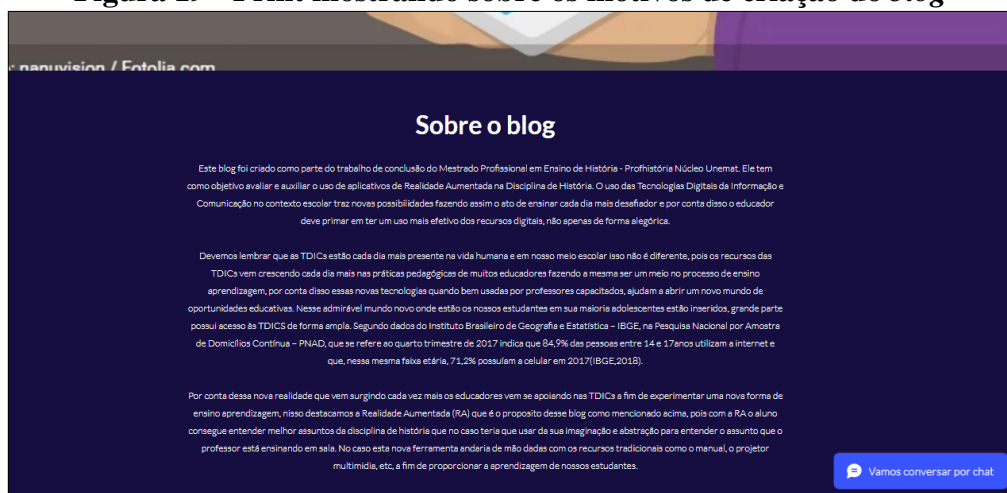 Figura 19 – Print mostrando sobre os motivos de criação do blog
: nanuvision / Fotolia.com
Sobre o blog
Este blog foi criado como parte do trabalho de conclusão do Mestrado Profissional em Ensino de História - Profhistória Núcleo Unemat. Ele tem
como objetivo avaliar e auxiliar o uso de aplicativos de Realidade Aumentada na Disciplina de História. O uso das Tecnologias Digitais da Informação e
Comunicação no contexto escolar traz novas possibilidades fazendo assim o ato de ensinar cada dia mais desafiador e por conta disso o educador
deve primar em ter um uso mais efetivo dos recursos digitais, não apenas de forma alegórica.
Devemos lembrar que as TDICs estão cada dia mais presente na vida humana e em nosso meio escolar isso não é diferente, pois os recursos das
TDICs vem crescendo cada dia mais nas práticas pedagógicas de muitos educadores fazendo a mesma ser um meio no processo de ensino
aprendizagem, por conta disso essas novas tecnologias quando bem usadas por professores capacitados, ajudam a abrir um novo mundo de
oportunidades educativas. Nesse admirável mundo novo onde estão os nossos estudantes em sua maioria adolescentes estão inseridos, grande parte
possui acesso às TDICS de forma ampla. Segundo dados do Instituto Brasileiro de Geografia e Estatística – IBGE, na Pesquisa Nacional por Amostra
de Domicílios Contínua – PNAD, que se refere ao quarto trimestre de 2017 indica que 84,9% das pessoas entre 14 e 17anos utilizam a internet e
que, nessa mesma faixa etária, 71,2% possuíam a celular em 2017(IBGE,2018).
Por conta dessa nova realidade que vem surgindo cada vez mais os educadores vem se apoiando nas TDICs a fim de experimentar uma nova forma de
ensino aprendizagem, nisso destacamos a Realidade Aumentada (RA) que é o proposito desse blog como mencionado acima, pois com a RA o aluno
consegue entender melhor assuntos da disciplina de história que no caso teria que usar da sua imaginação e abstração para entender o assunto que o
professor está ensinando em sala. No caso esta nova ferramenta andaria de mão dadas com os recursos tradicionais como o manual, o projetor
multimidia, etc, a fim de proporcionar a aprendizagem de nossos estudantes.
Vamos conversar por chat